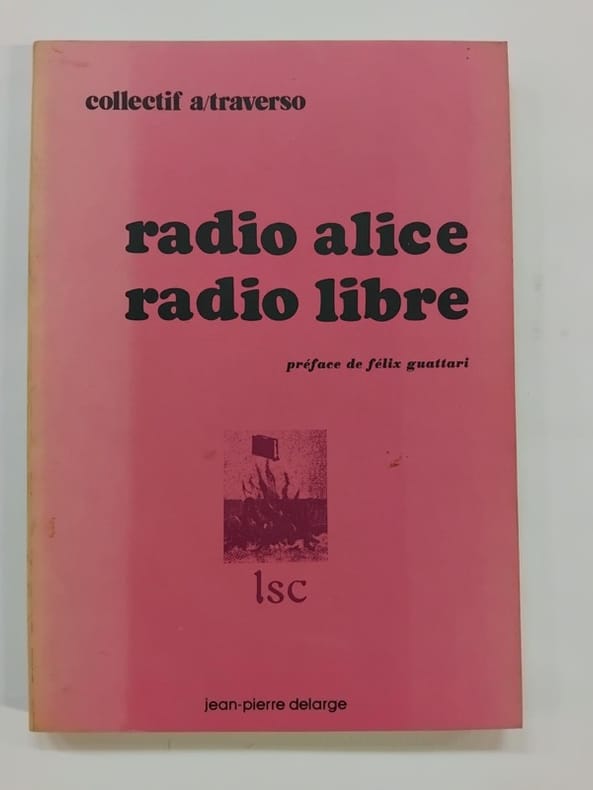 collectif a/traverso
radio alice
radio libre
préface de félix guattari
lsc
jean-pierre delarge